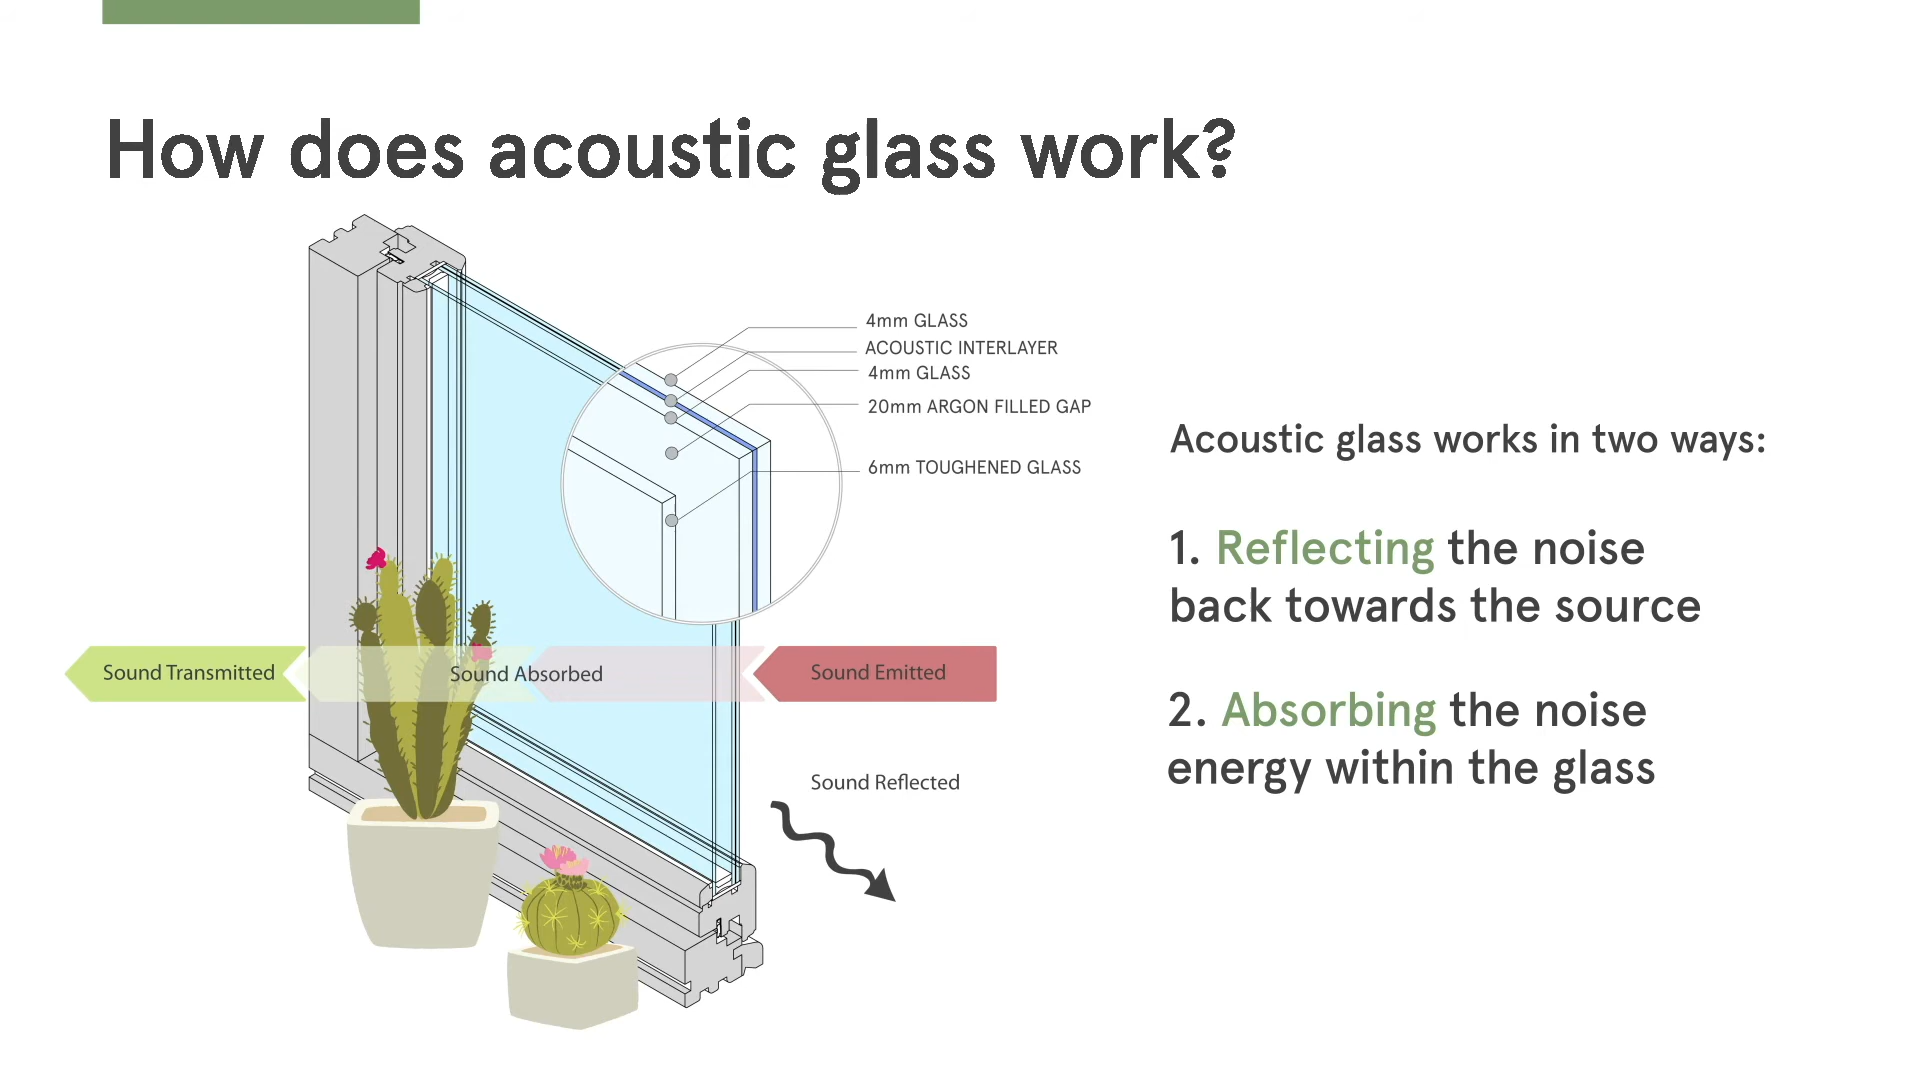 How does acoustic glass work?
4mm GLASS
ACOUSTIC INTERLAYER
4mm GLASS
20mm ARGON FILLED GAP
6mm TOUGHENED GLASS
Sound Transmitted
Sound Absorbed
Sound Emitted
Sound Reflected
Acoustic glass works in two ways:
1. Reflecting the noise
back towards the source
2. Absorbing the noise
energy within the glass